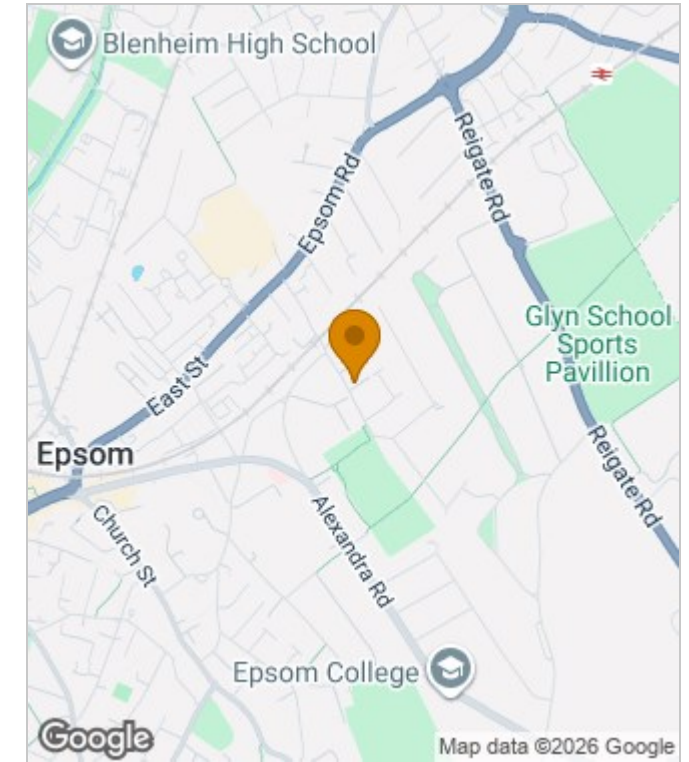 Blenheim High School
Reigate Rd
Epsom Rd
Glyn School
Sports
Pavillion
East St
Epsom
Reigate Rd
Church St
Alexandra Rd
Epsom College
Google
Map data ©2026 Google